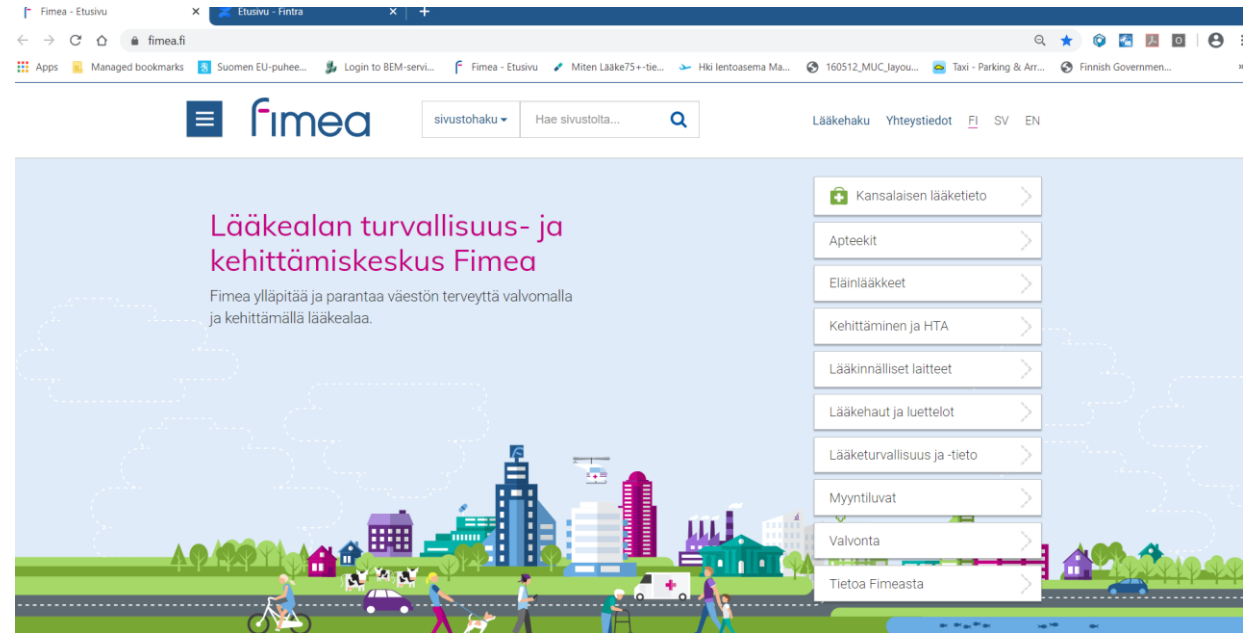 Fimea - Etusivu
Etusivu - Fintra
fimea.fi
Apps Managed bookmarks Suomen EU-puhee... Login to BEM-servi... Fimea - Etusivu Miten Lääke75+-tie... Hki lentoasema Ma... 160512_MUC_layou... Taxi - Parking & Arr... Finnish Governmen... »
fimea
sivustohaku
Hae sivustolta...
Lääkehaku Yhteystiedot FI SV EN
Lääkealan turvallisuus- ja
kehittämiskeskus Fimea
Fimea ylläpitää ja parantaa väestön terveyttä valvomalla
ja kehittämällä lääkealaa.
Kansalaisen lääketieto
Apteekit
Eläinlääkkeet
Kehittäminen ja HTA
Lääkinnälliset laitteet
Lääkehaut ja luettelot
Lääketurvallisuus ja -tieto
Myyntiluvat
Valvonta
Tietoa Fimeasta